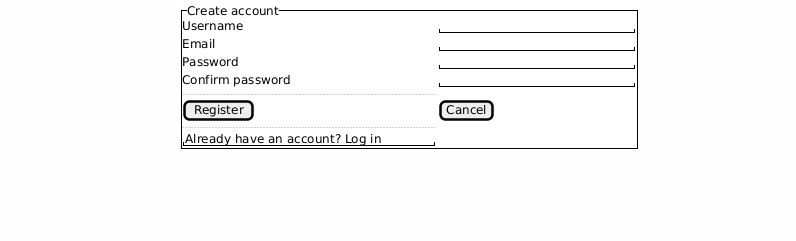 Create account
Username
Email
Password
Confirm password
Register Cancel
Already have an account? Log in